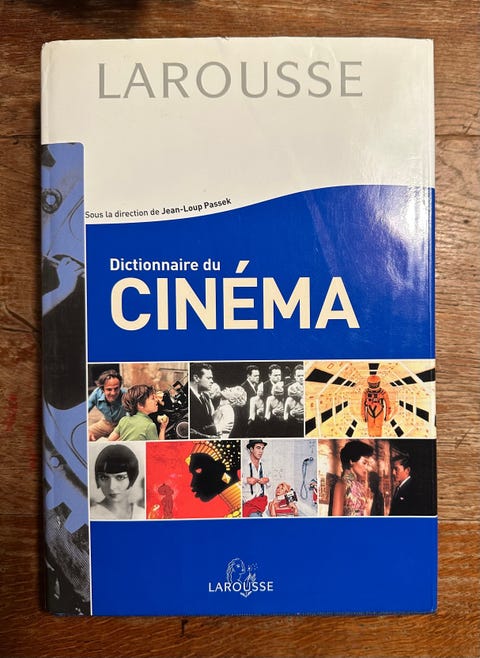 LAROUSSE
Sous la direction de Jean-Loup Passek
Dictionnaire du
CINÉMA
LAROUSSE